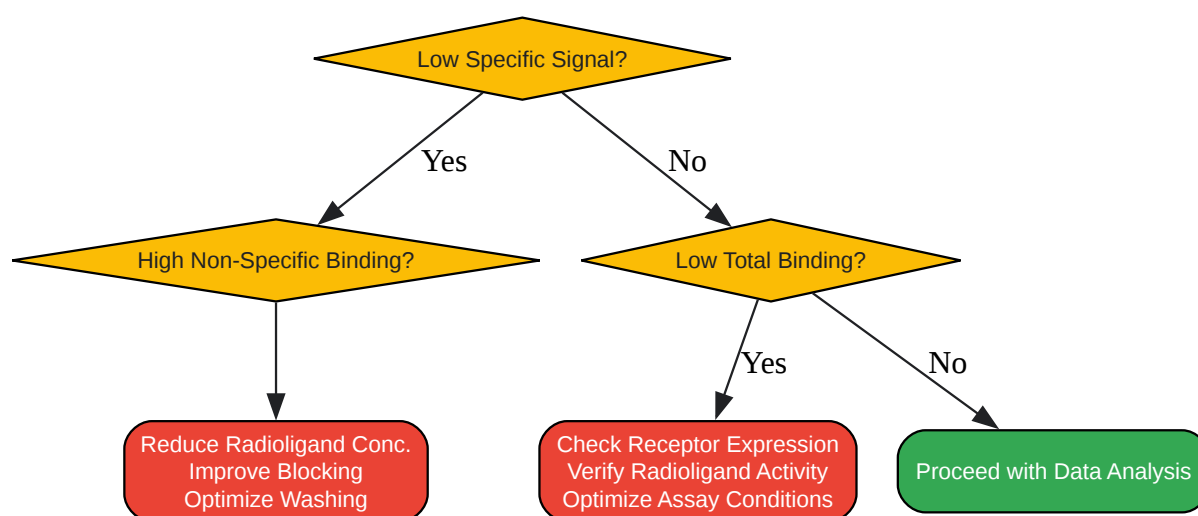 Low Specific Signal?
Yes
No
High Non-Specific Binding?
Low Total Binding?
Yes
No
Reduce Radioligand Conc.
Improve Blocking
Optimize Washing
Check Receptor Expression
Verify Radioligand Activity
Optimize Assay Conditions
Proceed with Data Analysis